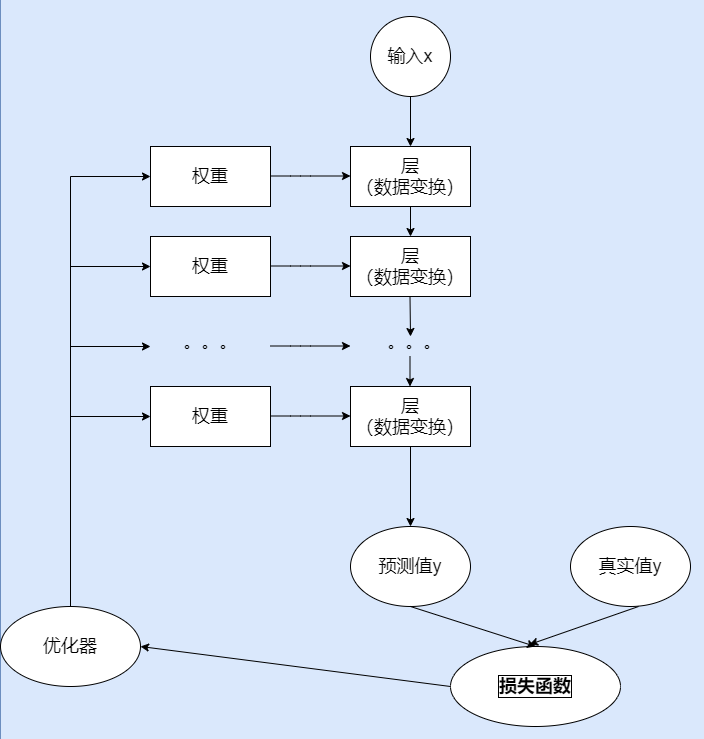 输入x
权重
层
（数据变换）
权重
层
（数据变换）
。。。
。。。
权重
层
（数据变换）
预测值y
真实值y
优化器
损失函数